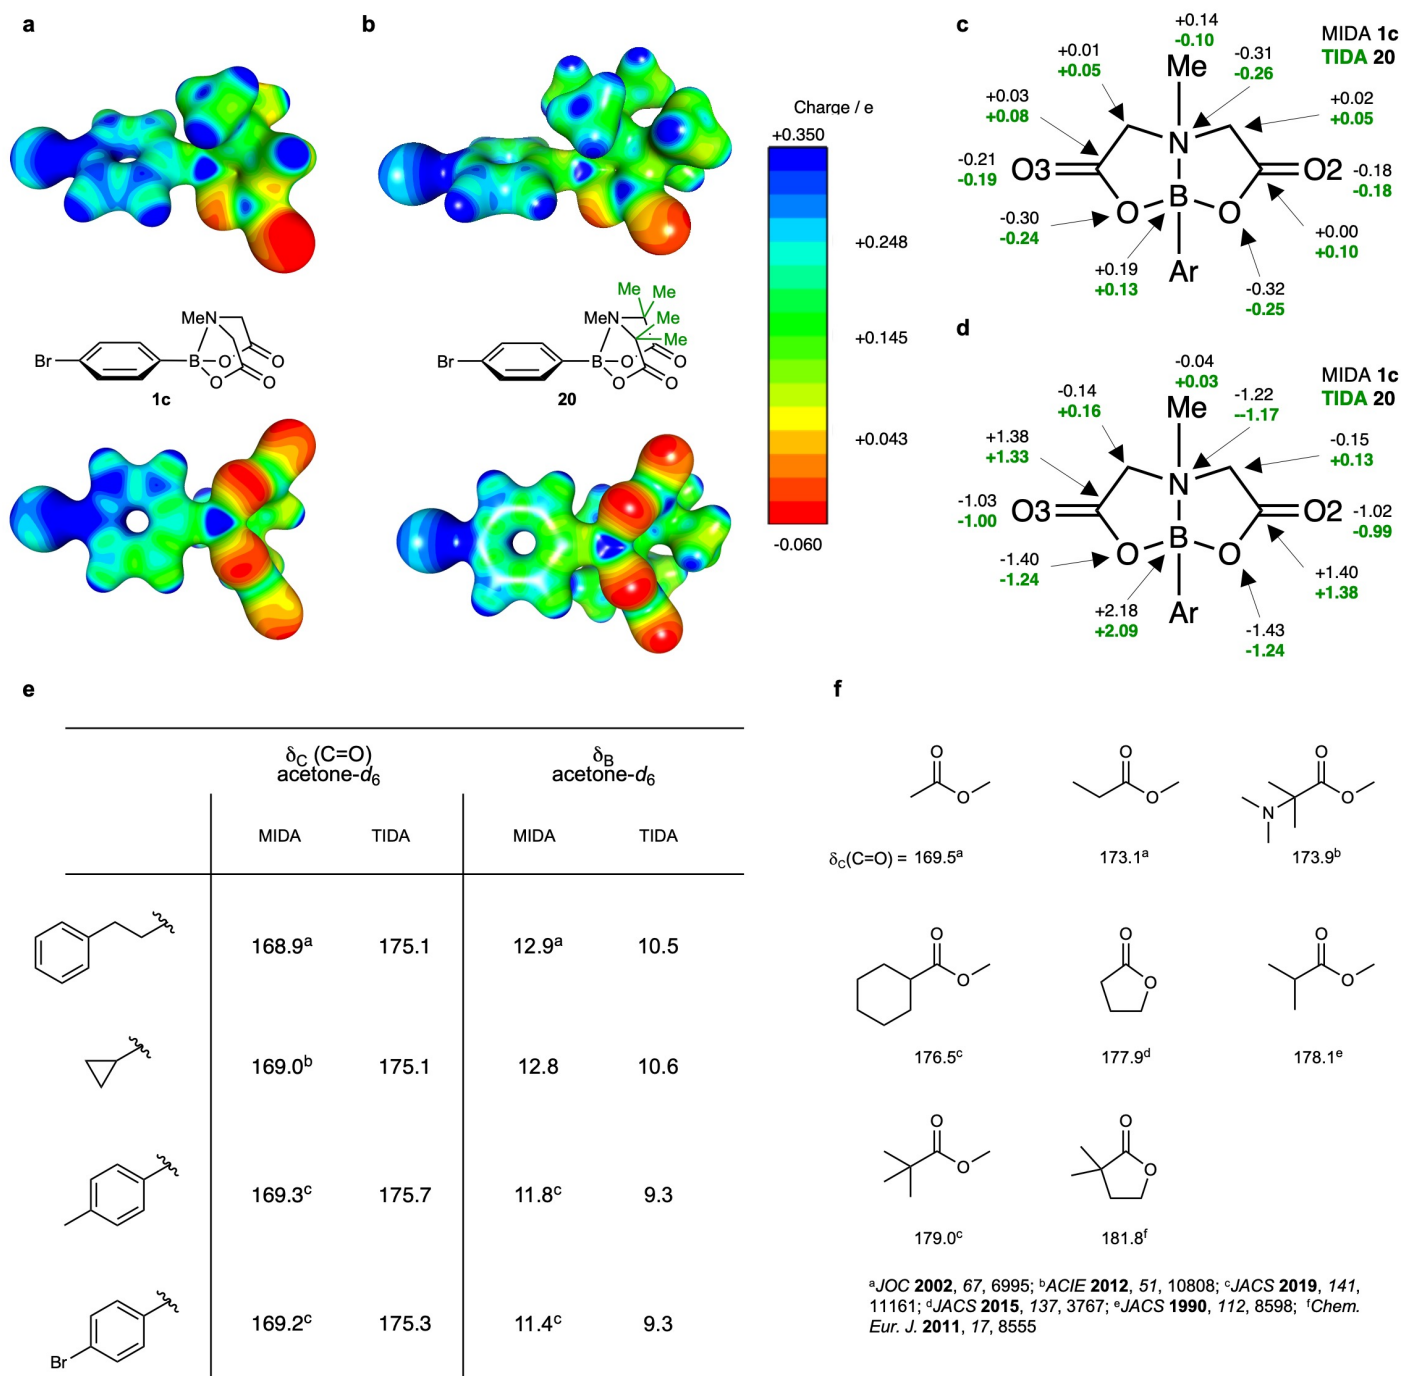 a
b
Br
MeN
B
O
O
O
O
1c
Me
Me
Me
Me
MeN
Br
B
O
O
O
O
20
Charge / e
+0.350
+0.248
+0.145
+0.043
-0.060
c
MIDA 1c
TIDA 20
+0.14
-0.10
Me
+0.01
+0.05
-0.31
-0.26
+0.03
+0.08
+0.02
+0.05
N
-0.21
-0.19
O3
O2
-0.18
-0.18
O
B
O
-0.30
-0.24
+0.00
+0.10
+0.19
+0.13
Ar
-0.32
-0.25
d
MIDA 1c
TIDA 20
-0.04
+0.03
Me
-0.14
+0.16
-1.22
--1.17
+1.38
+1.33
-0.15
+0.13
N
-1.03
-1.00
O3
O2
-1.02
-0.99
O
B
O
-1.40
-1.24
+1.40
+1.38
+2.18
+2.09
Ar
-1.43
-1.24
e
δC (C=O)
acetone-d6
δB
acetone-d6
MIDA TIDA MIDA TIDA
168.9a 175.1 12.9a 10.5
169.0b 175.1 12.8 10.6
169.3c 175.7 11.8c 9.3
169.2c 175.3 11.4c 9.3
Br
f
O
O
O
O
N
O
O
δC(C=O) = 169.5a 173.1a 173.9b
O
O
O
O
O
O
176.5c 177.9d 178.1e
O
O
O
O
179.0c 181.8f
aJOC 2002, 67, 6995; bACIE 2012, 51, 10808; cJACS 2019, 141,
11161; dJACS 2015, 137, 3767; eJACS 1990, 112, 8598; fChem.
Eur. J. 2011, 17, 8555